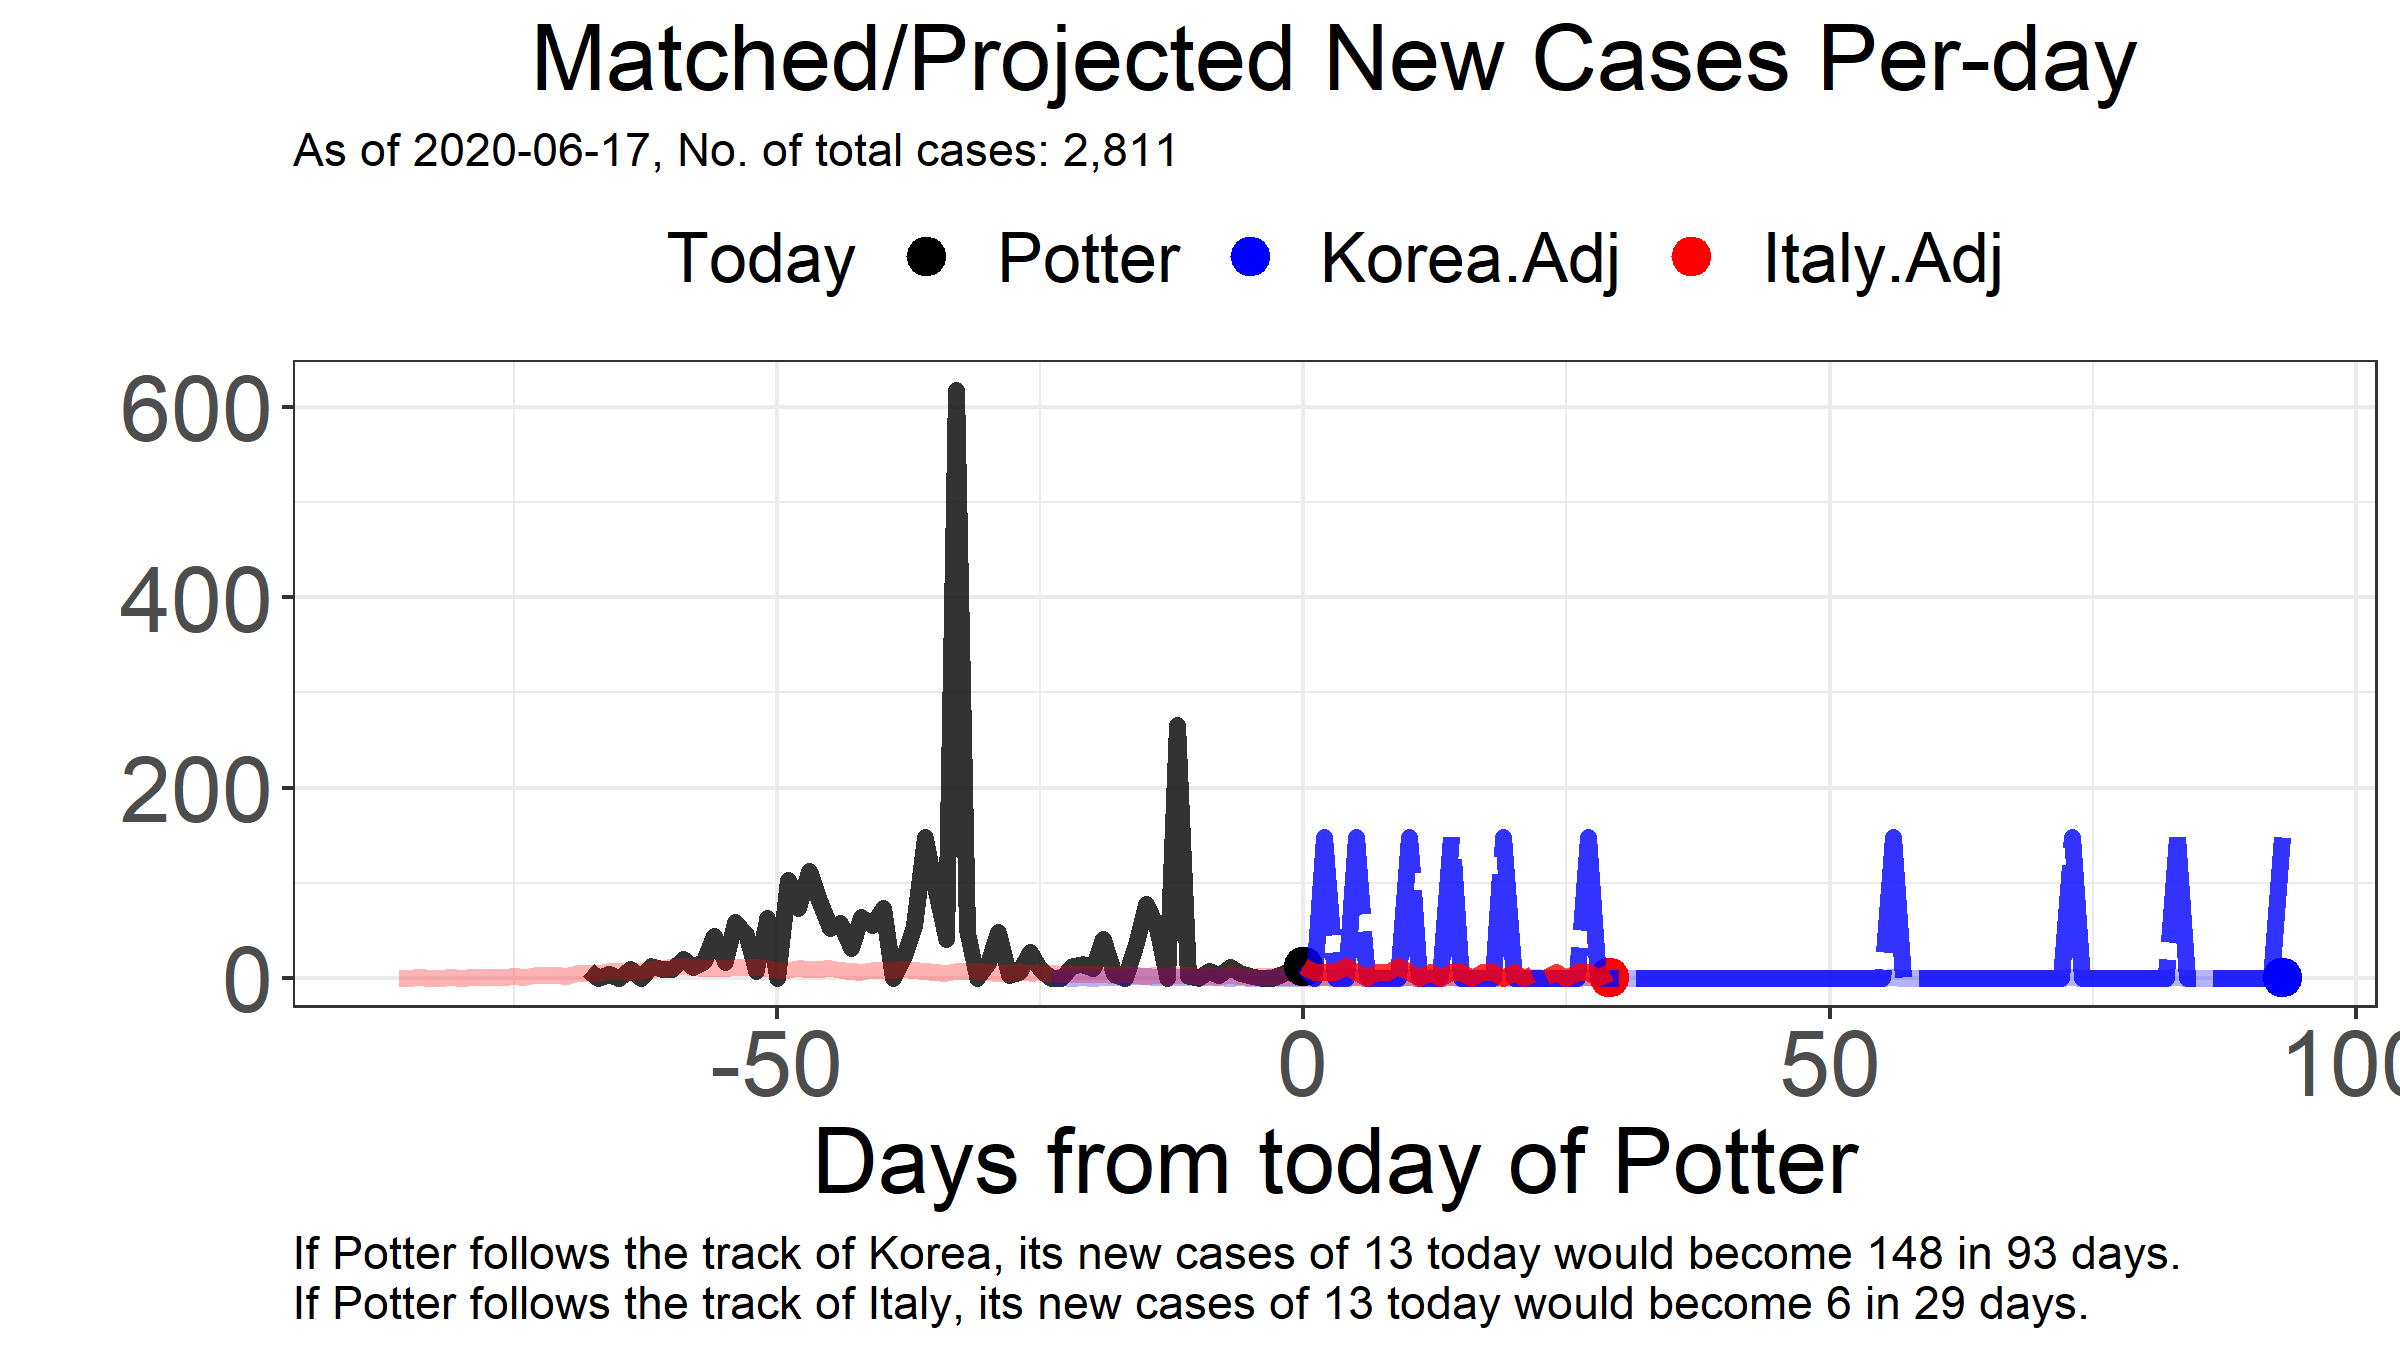 Matched/Projected New Cases Per-day
As of 2020-06-17, No. of total cases: 2,811
Today Potter Korea.Adj Italy.Adj
600
400
200
0
-50 0 50 100
Days from today of Potter
If Potter follows the track of Korea, its new cases of 13 today would become 148 in 93 days.
If Potter follows the track of Italy, its new cases of 13 today would become 6 in 29 days.